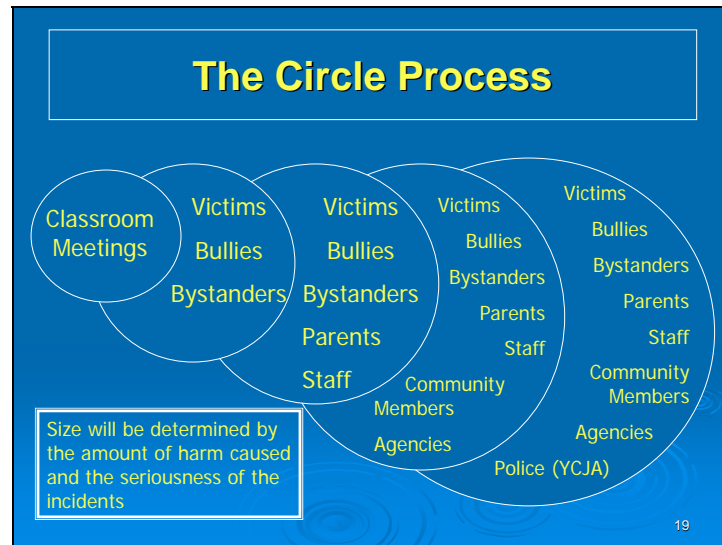 The Circle Process
Classroom
Meetings
Victims
Bullies
Bystanders
Victims
Bullies
Bystanders
Parents
Staff
Victims
Bullies
Bystanders
Parents
Staff
Community
Members
Agencies
Victims
Bullies
Bystanders
Parents
Staff
Community
Members
Agencies
Police (YCJA)
Size will be determined by
the amount of harm caused
and the seriousness of the
incidents
19